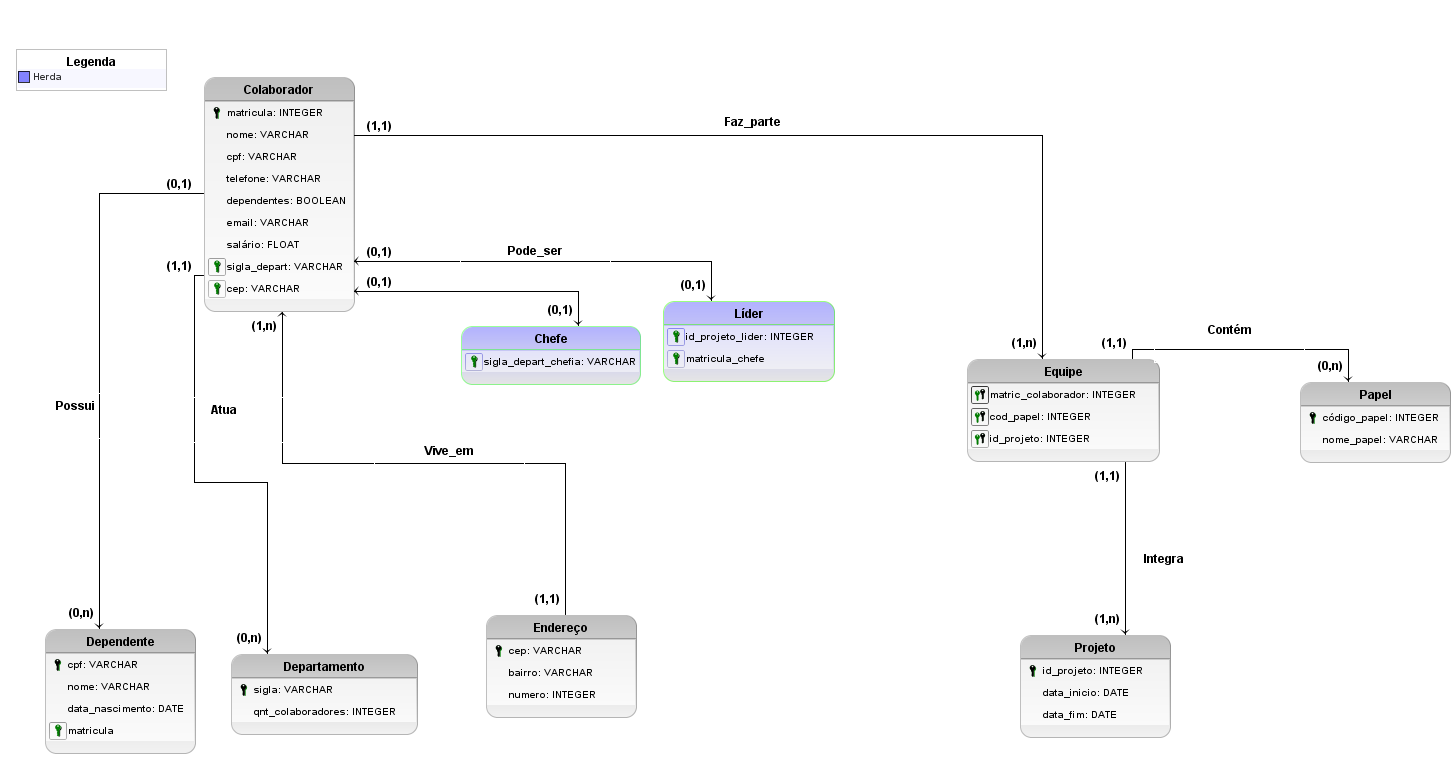 Legenda
Herda
Colaborador
matricula: INTEGER
nome: VARCHAR
cpf: VARCHAR
telefone: VARCHAR
dependentes: BOOLEAN
email: VARCHAR
salário: FLOAT
sigla_depart: VARCHAR
cep: VARCHAR
(1,1)
Faz_parte
(1,n)
(0,1)
Possui
(0,n)
(1,1)
Atua
(0,n)
(0,1)
Pode_ser
(0,1)
(0,1)
(0,1)
(1,n)
Vive_em
(1,1)
Chefe
sigla_depart_chefia: VARCHAR
Líder
id_projeto_lider: INTEGER
matricula_chefe
Equipe
matric_colaborador: INTEGER
cod_papel: INTEGER
id_projeto: INTEGER
(1,1)
Contém
(0,n)
Papel
código_papel: INTEGER
nome_papel: VARCHAR
(1,1)
Integra
(1,n)
Dependente
cpf: VARCHAR
nome: VARCHAR
data_nascimento: DATE
matricula
Departamento
sigla: VARCHAR
qnt_colaboradores: INTEGER
Endereço
cep: VARCHAR
bairro: VARCHAR
numero: INTEGER
Projeto
id_projeto: INTEGER
data_inicio: DATE
data_fim: DATE